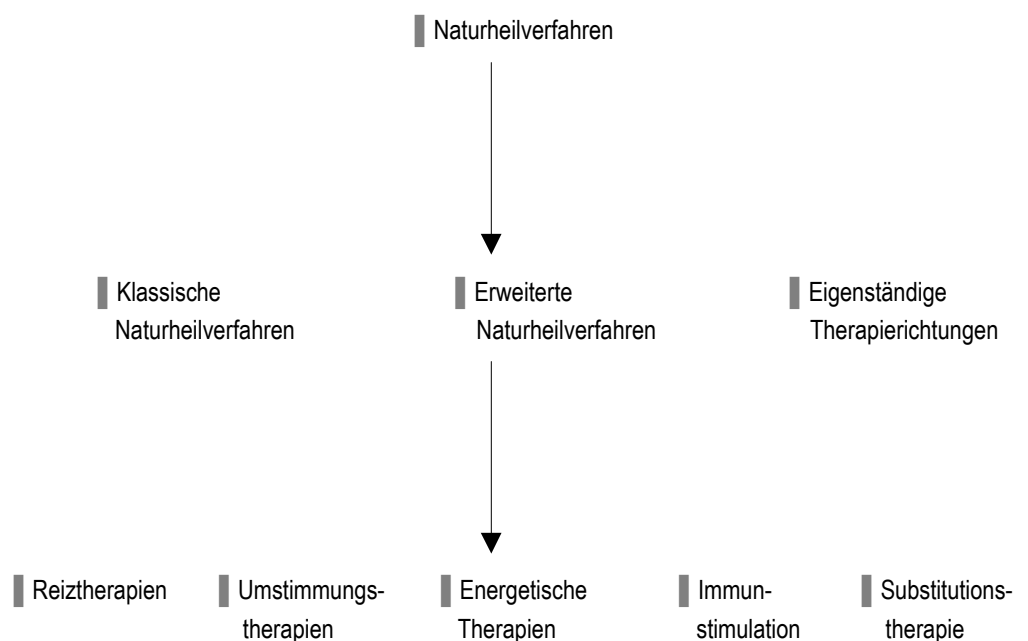 Naturheilverfahren
Klassische
Naturheilverfahren
Erweiterte
Naturheilverfahren
Eigenständige
Therapierichtungen
Reiztherapien
Umstimmungs-
therapien
Energetische
Therapien
Immun-
stimulation
Substitutions-
therapie